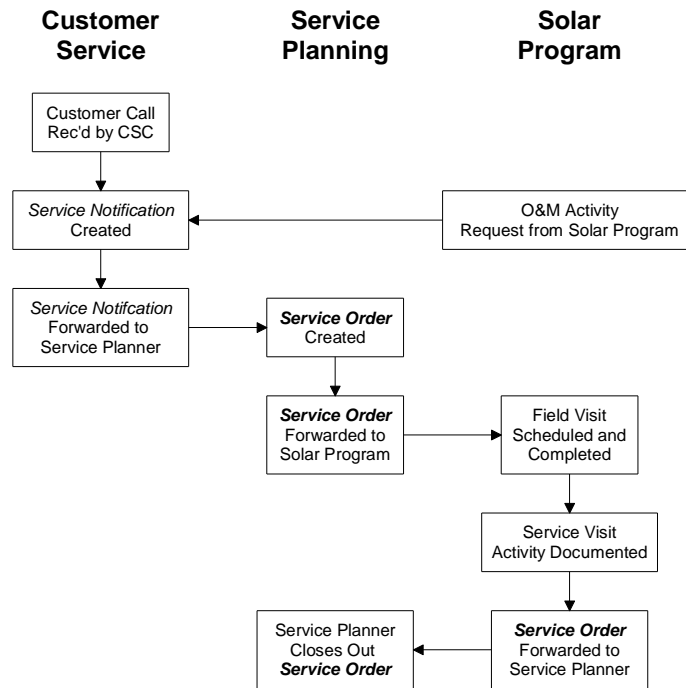 Customer
Service
Service
Planning
Solar
Program
Customer Call
Rec'd by CSC
Service Notification
Created
O&M Activity
Request from Solar Program
Service Notifcation
Forwarded to
Service Planner
Service Order
Created
Service Order
Forwarded to
Solar Program
Field Visit
Scheduled and
Completed
Service Visit
Activity Documented
Service Planner
Closes Out
Service Order
Service Order
Forwarded to
Service Planner